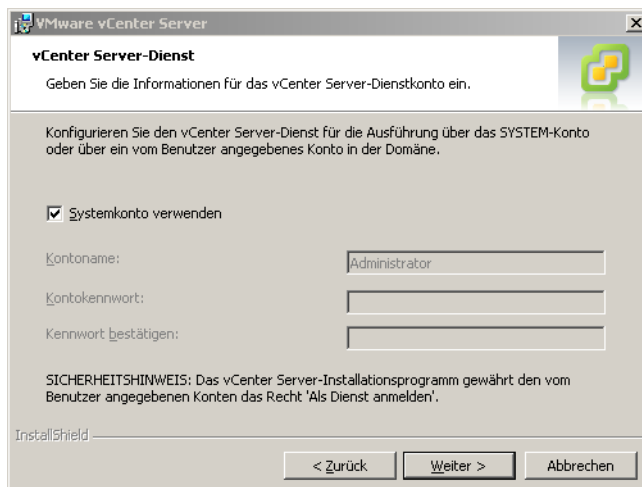 VMware vCenter Server
vCenter Server-Dienst
Geben Sie die Informationen für das vCenter Server-Dienstkonto ein.
Konfigurieren Sie den vCenter Server-Dienst für die Ausführung über das SYSTEM-Konto
oder über ein vom Benutzer angegebenes Konto in der Domäne.
Systemkonto verwenden
Kontoname:
Administrator
Kontokennwort:
Kennwort bestätigen:
SICHERHEITSHINWEIS: Das vCenter Server-Installationsprogramm gewährt den vom
Benutzer angegebenen Konten das Recht 'Als Dienst anmelden'.
InstallShield
< Zurück
Weiter >
Abbrechen